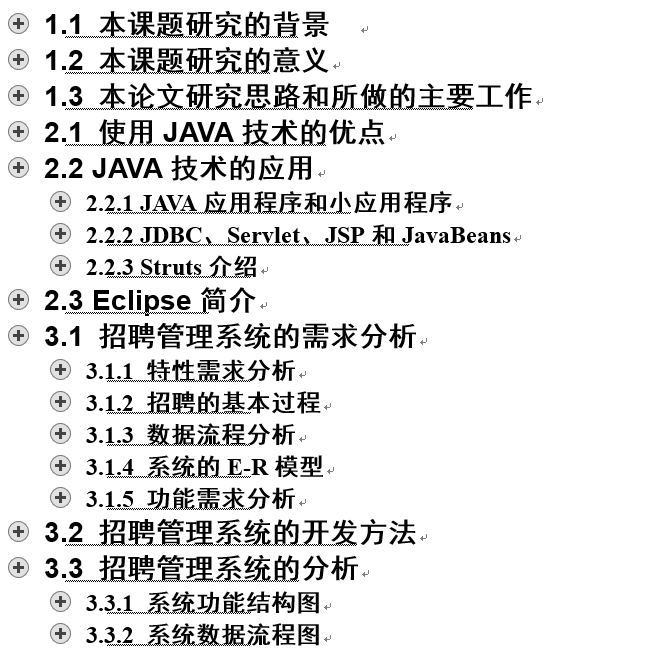 1.1 本课题研究的背景
1.2 本课题研究的意义
1.3 本论文研究思路和所做的主要工作
2.1 使用 JAVA 技术的优点
2.2 JAVA 技术的应用
2.2.1 JAVA 应用程序和小应用程序
2.2.2 JDBC、Servlet、JSP 和 JavaBeans
2.2.3 Struts 介绍
2.3 Eclipse 简介
3.1 招聘管理系统的需求分析
3.1.1 特性需求分析
3.1.2 招聘的基本过程
3.1.3 数据流程分析
3.1.4 系统的 E-R 模型
3.1.5 功能需求分析
3.2 招聘管理系统的开发方法
3.3 招聘管理系统的分析
3.3.1 系统功能结构图
3.3.2 系统数据流程图